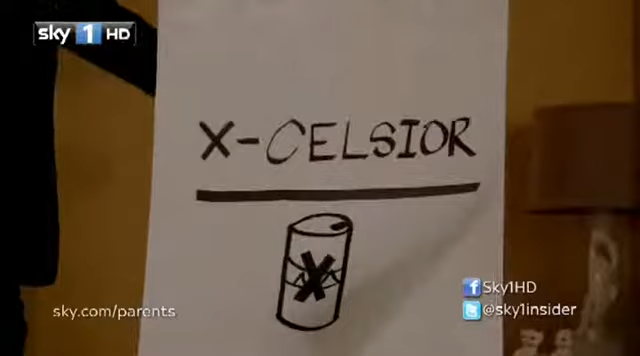 sky 1 HD
X-CELSIOR
X
Sky1HD
sky.com/parents
@sky1insider